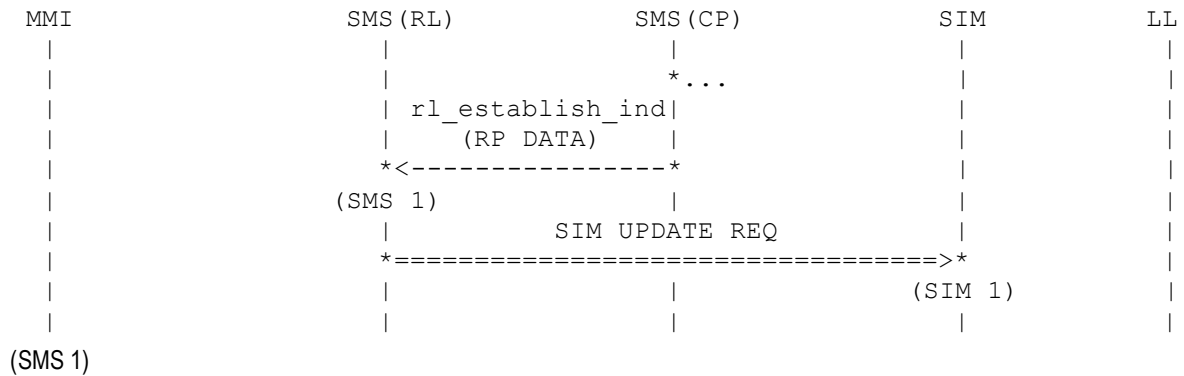 MMI SMS(RL) SMS(CP) SIM LL
| | | | |
| | *... | |
| | rl_establish_ind| | |
| | (RP DATA) | | |
| *<----------------* | |
| (SMS 1) | | |
| | SIM UPDATE REQ | |
| *==================================>* |
| | | (SIM 1) |
| | | | |
(SMS 1)